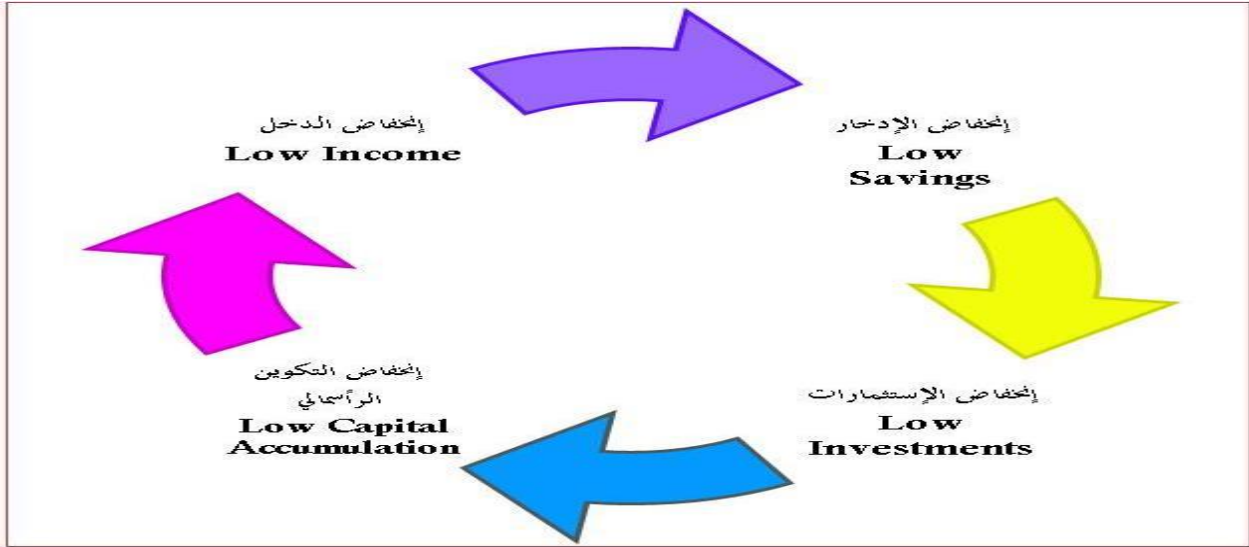 إنخفاض الدخل
Low Income
إنخفاض الإدخار
Low
Savings
إنخفاض الإستثمارات
Low
Investments
إنخفاض التكوين
الرأسمالي
Low Capital
Accumulation